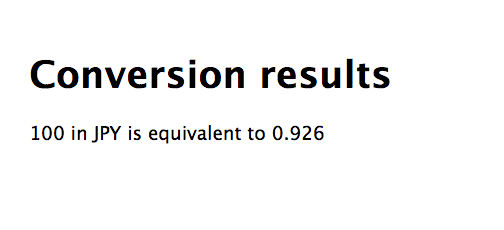 Conversion results
100 in JPY is equivalent to 0.926